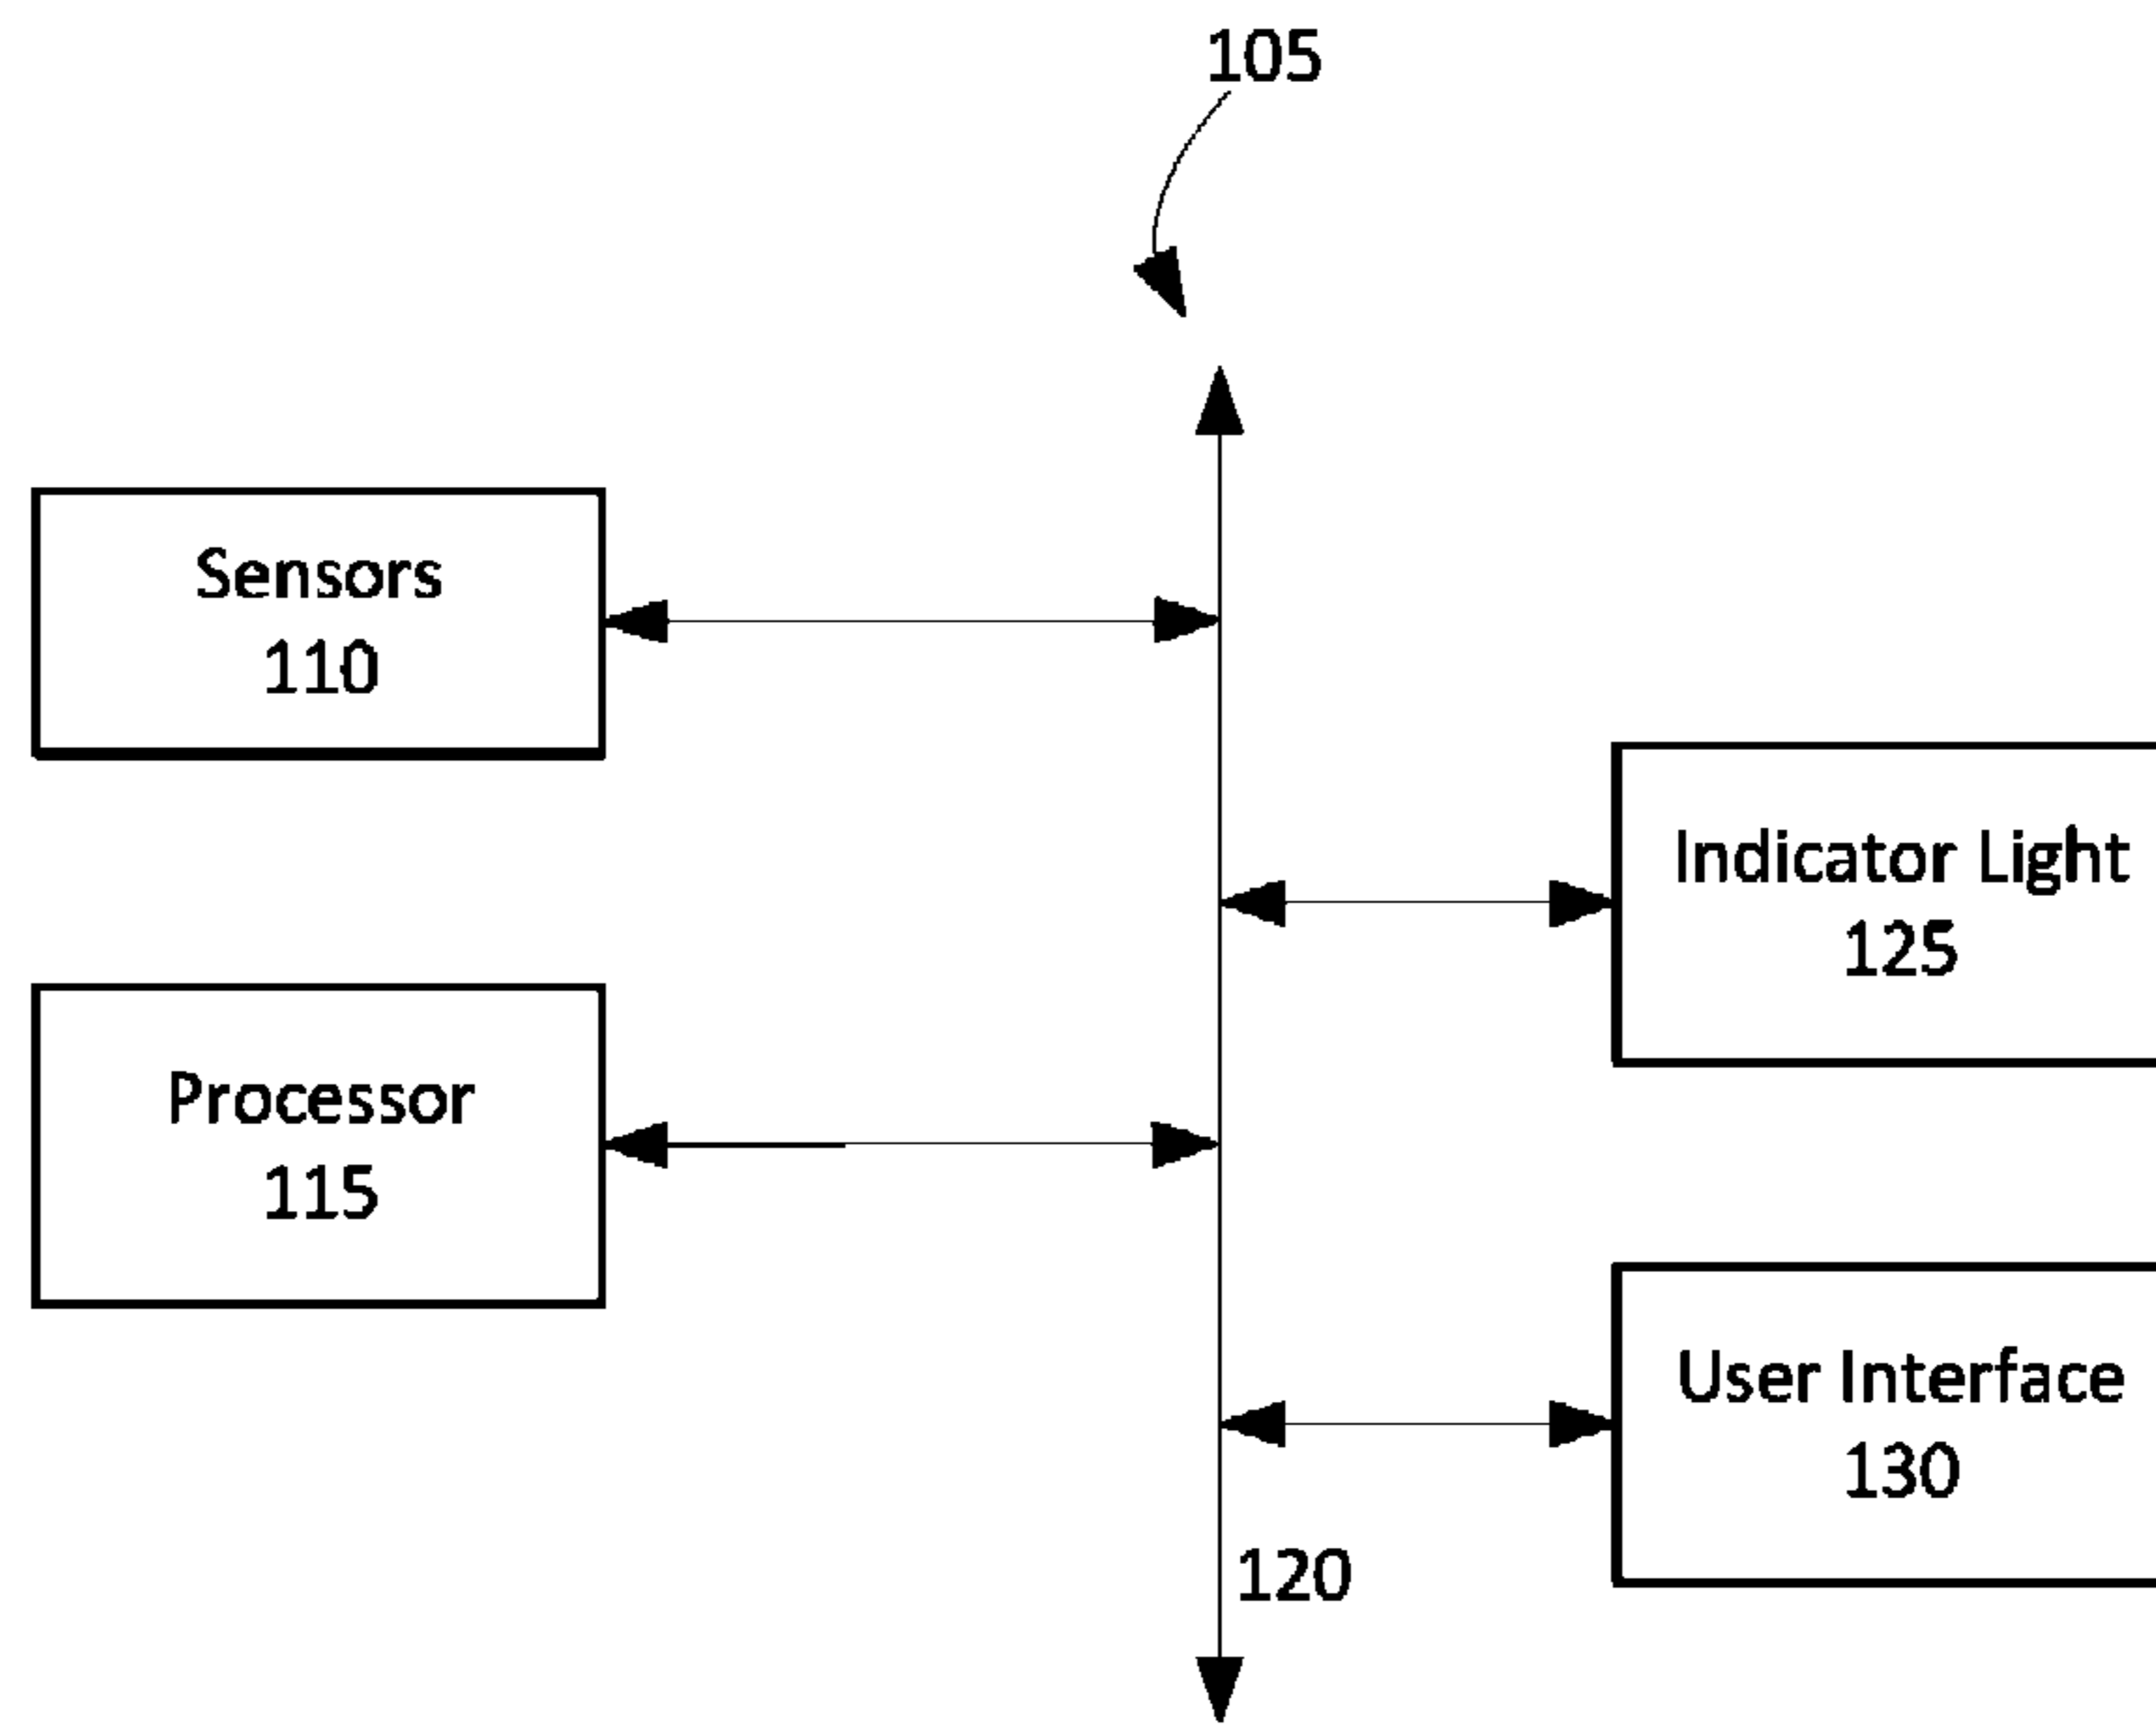 105
Sensors
110
Indicator Light
125
Processor
115
User Interface
130
120